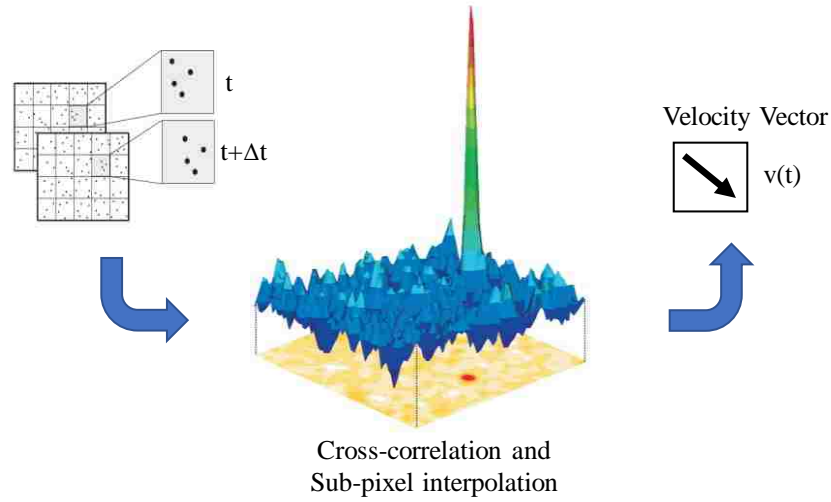 t
t+Δt
Velocity Vector
v(t)
Cross-correlation and
Sub-pixel interpolation